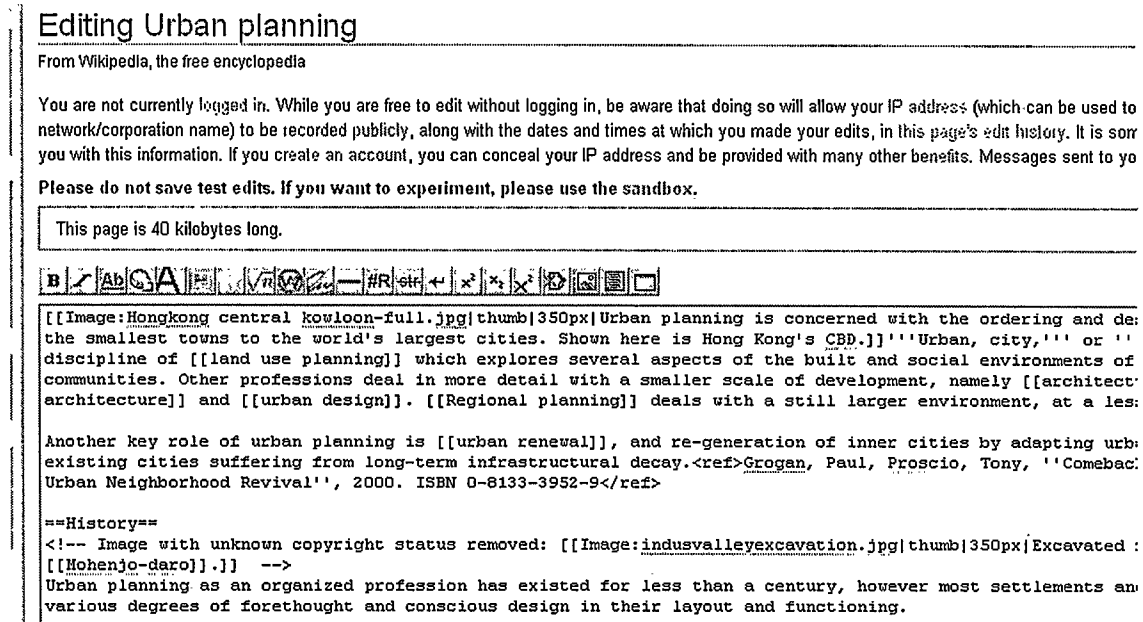 Editing Urban planning
From Wikipedia, the free encyclopedia
You are not currently logged in. While you are free to edit without logging in, be aware that doing so will allow your IP address (which can be used to
network/corporation name) to be recorded publicly, along with the dates and times at which you made your edits, in this page's edit history. It is som
you with this information. If you create an account, you can conceal your IP address and be provided with many other benefits. Messages sent to yo
Please do not save test edits. If you want to experiment, please use the sandbox.
This page is 40 kilobytes long.
B Ab A √n W — #R str x² x₂ x²
[[Image:Hongkong central kowloon-full.jpg|thumb|350px|Urban planning is concerned with the ordering and de
the smallest towns to the world's largest cities. Shown here is Hong Kong's CBD.]]'''Urban, city,''' or ''
discipline of [[land use planning]] which explores several aspects of the built and social environments of
communities. Other professions deal in more detail with a smaller scale of development, namely [[architect
architecture]] and [[urban design]]. [[Regional planning]] deals with a still larger environment, at a les
Another key role of urban planning is [[urban renewal]], and re-generation of inner cities by adapting urb
existing cities suffering from long-term infrastructural decay.<ref>Grogan, Paul, Proscio, Tony, ''Comebac
Urban Neighborhood Revival'', 2000. ISBN 0-8133-3952-9</ref>
==History==
<!-- Image with unknown copyright status removed: [[Image:indusvalleyexcavation.jpg|thumb|350px|Excavated
[[Mohenjo-daro]].]] -->
Urban planning as an organized profession has existed for less than a century, however most settlements an
various degrees of forethought and conscious design in their layout and functioning.